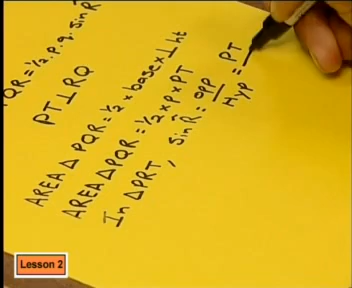 QR = 1/2 . p. q. sin R̂
PT ⊥ RQ
AREA △ PQR = 1/2 × base × ⊥ ht
AREA △PQR = 1/2 × p × PT
In △PRT, sin R̂ = opp/Hyp = PT
Lesson 2